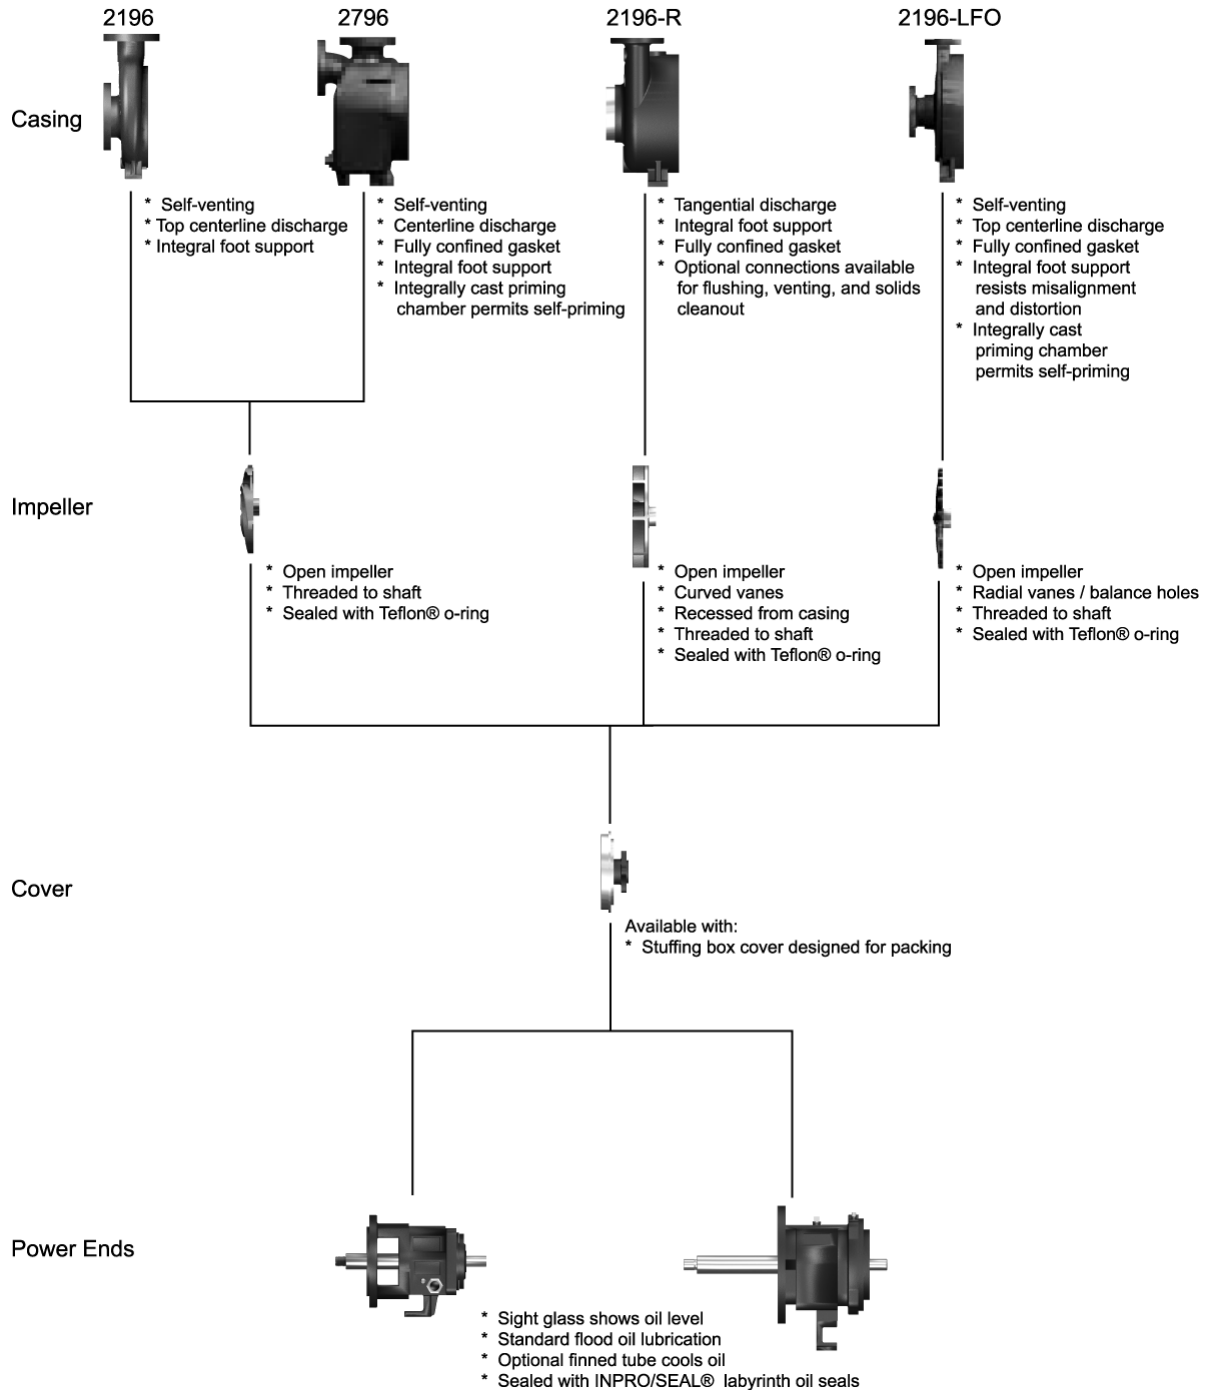 2196
2796
2196-R
2196-LFO
Casing
* Self-venting
* Top centerline discharge
* Integral foot support
* Self-venting
* Centerline discharge
* Fully confined gasket
* Integral foot support
* Integrally cast priming
chamber permits self-priming
* Tangential discharge
* Integral foot support
* Fully confined gasket
* Optional connections available
for flushing, venting, and solids
cleanout
* Self-venting
* Top centerline discharge
* Fully confined gasket
* Integral foot support
resists misalignment
and distortion
* Integrally cast
priming chamber
permits self-priming
Impeller
* Open impeller
* Threaded to shaft
* Sealed with Teflon® o-ring
* Open impeller
* Curved vanes
* Recessed from casing
* Threaded to shaft
* Sealed with Teflon® o-ring
* Open impeller
* Radial vanes / balance holes
* Threaded to shaft
* Sealed with Teflon® o-ring
Cover
Available with:
* Stuffing box cover designed for packing
Power Ends
* Sight glass shows oil level
* Standard flood oil lubrication
* Optional finned tube cools oil
* Sealed with INPRO/SEAL® labyrinth oil seals